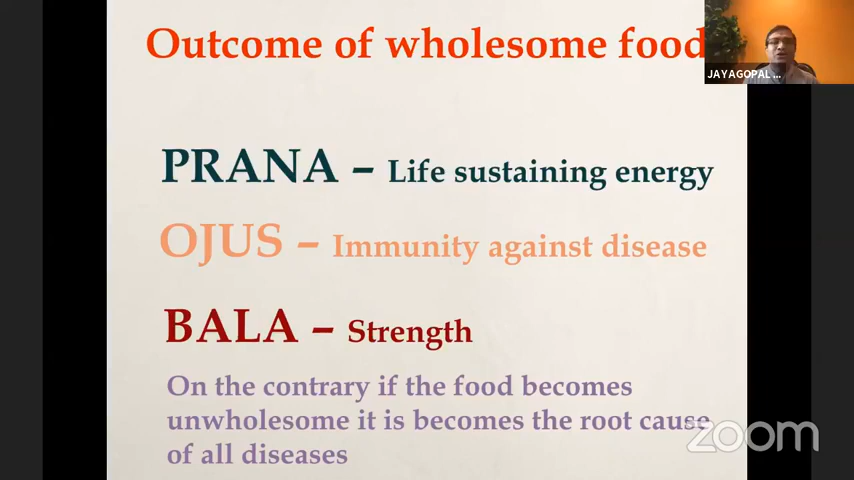 Outcome of wholesome food
JAYAGOPAL ...
PRANA – Life sustaining energy
OJUS – Immunity against disease
BALA – Strength
On the contrary if the food becomes
unwholesome it is becomes the root cause
of all diseases
zoom